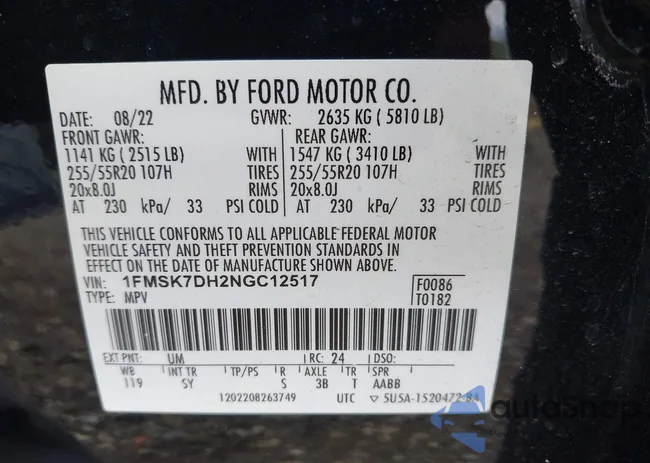 MFD. BY FORD MOTOR CO.
DATE: 08/22 GVWR: 2635 KG ( 5810 LB)
FRONT GAWR: REAR GAWR:
1141 KG ( 2515 LB) WITH 1547 KG ( 3410 LB) WITH
255/55R20 107H TIRES 255/55R20 107H TIRES
20x8.0J RIMS 20x8.0J RIMS
AT 230 kPa/ 33 PSI COLD AT 230 kPa/ 33 PSI COLD
THIS VEHICLE CONFORMS TO ALL APPLICABLE FEDERAL MOTOR
VEHICLE SAFETY AND THEFT PREVENTION STANDARDS IN
EFFECT ON THE DATE OF MANUFACTURE SHOWN ABOVE.
VIN: 1FMSK7DH2NGC12517 F0086
TYPE: MPV T0182
EXT PNT: UM RC: 24 DSO:
WB INT TR TP/PS R AXLE TR SPR
119 SY S 3B T AABB
1202208263749 UTC 5U5A-1520472-BA
autosnap